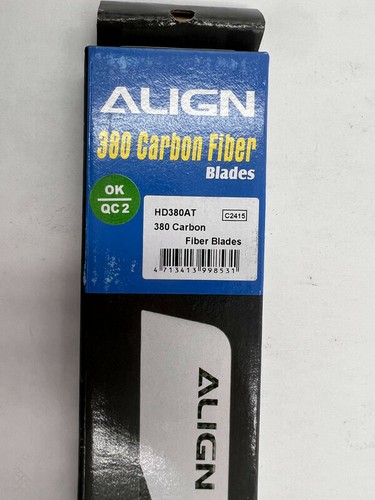 ALIGN
380 Carbon Fiber
Blades
OK
QC 2
HD380AT
C2415
380 Carbon
Fiber Blades
4 713413 998531
ALIGN